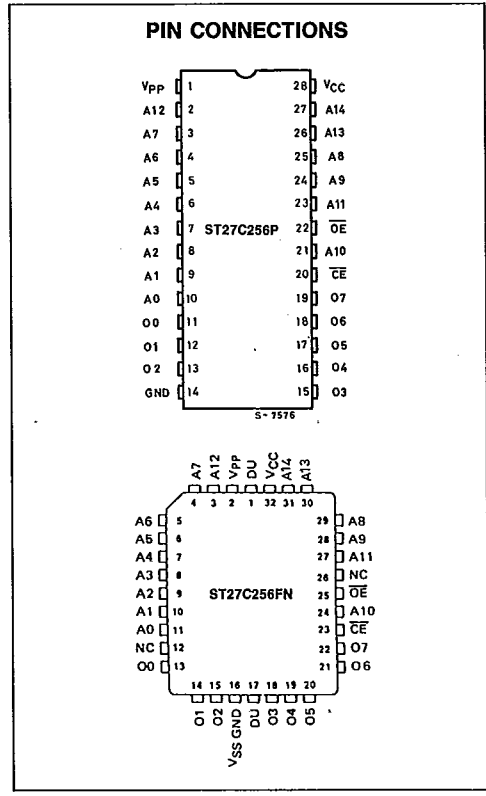 PIN CONNECTIONS
VPP 1 28 VCC
A12 2 27 A14
A7 3 26 A13
A6 4 25 A8
A5 5 24 A9
A4 6 23 A11
A3 7 ST27C256P 22 OE
A2 8 21 A10
A1 9 20 CE
A0 10 19 O7
O0 11 18 O6
O1 12 17 O5
O2 13 16 O4
GND 14 15 O3
S-7576
A7 A12 VPP DU VCC A14 A13
4 3 2 1 32 31 30
A6 5 29 A8
A5 6 28 A9
A4 7 27 A11
A3 8 26 NC
A2 9 ST27C256FN 25 OE
A1 10 24 A10
A0 11 23 CE
NC 12 22 O7
O0 13 21 O6
14 15 16 17 18 19 20
O1 O2 VSS GND DU O3 O4 O5